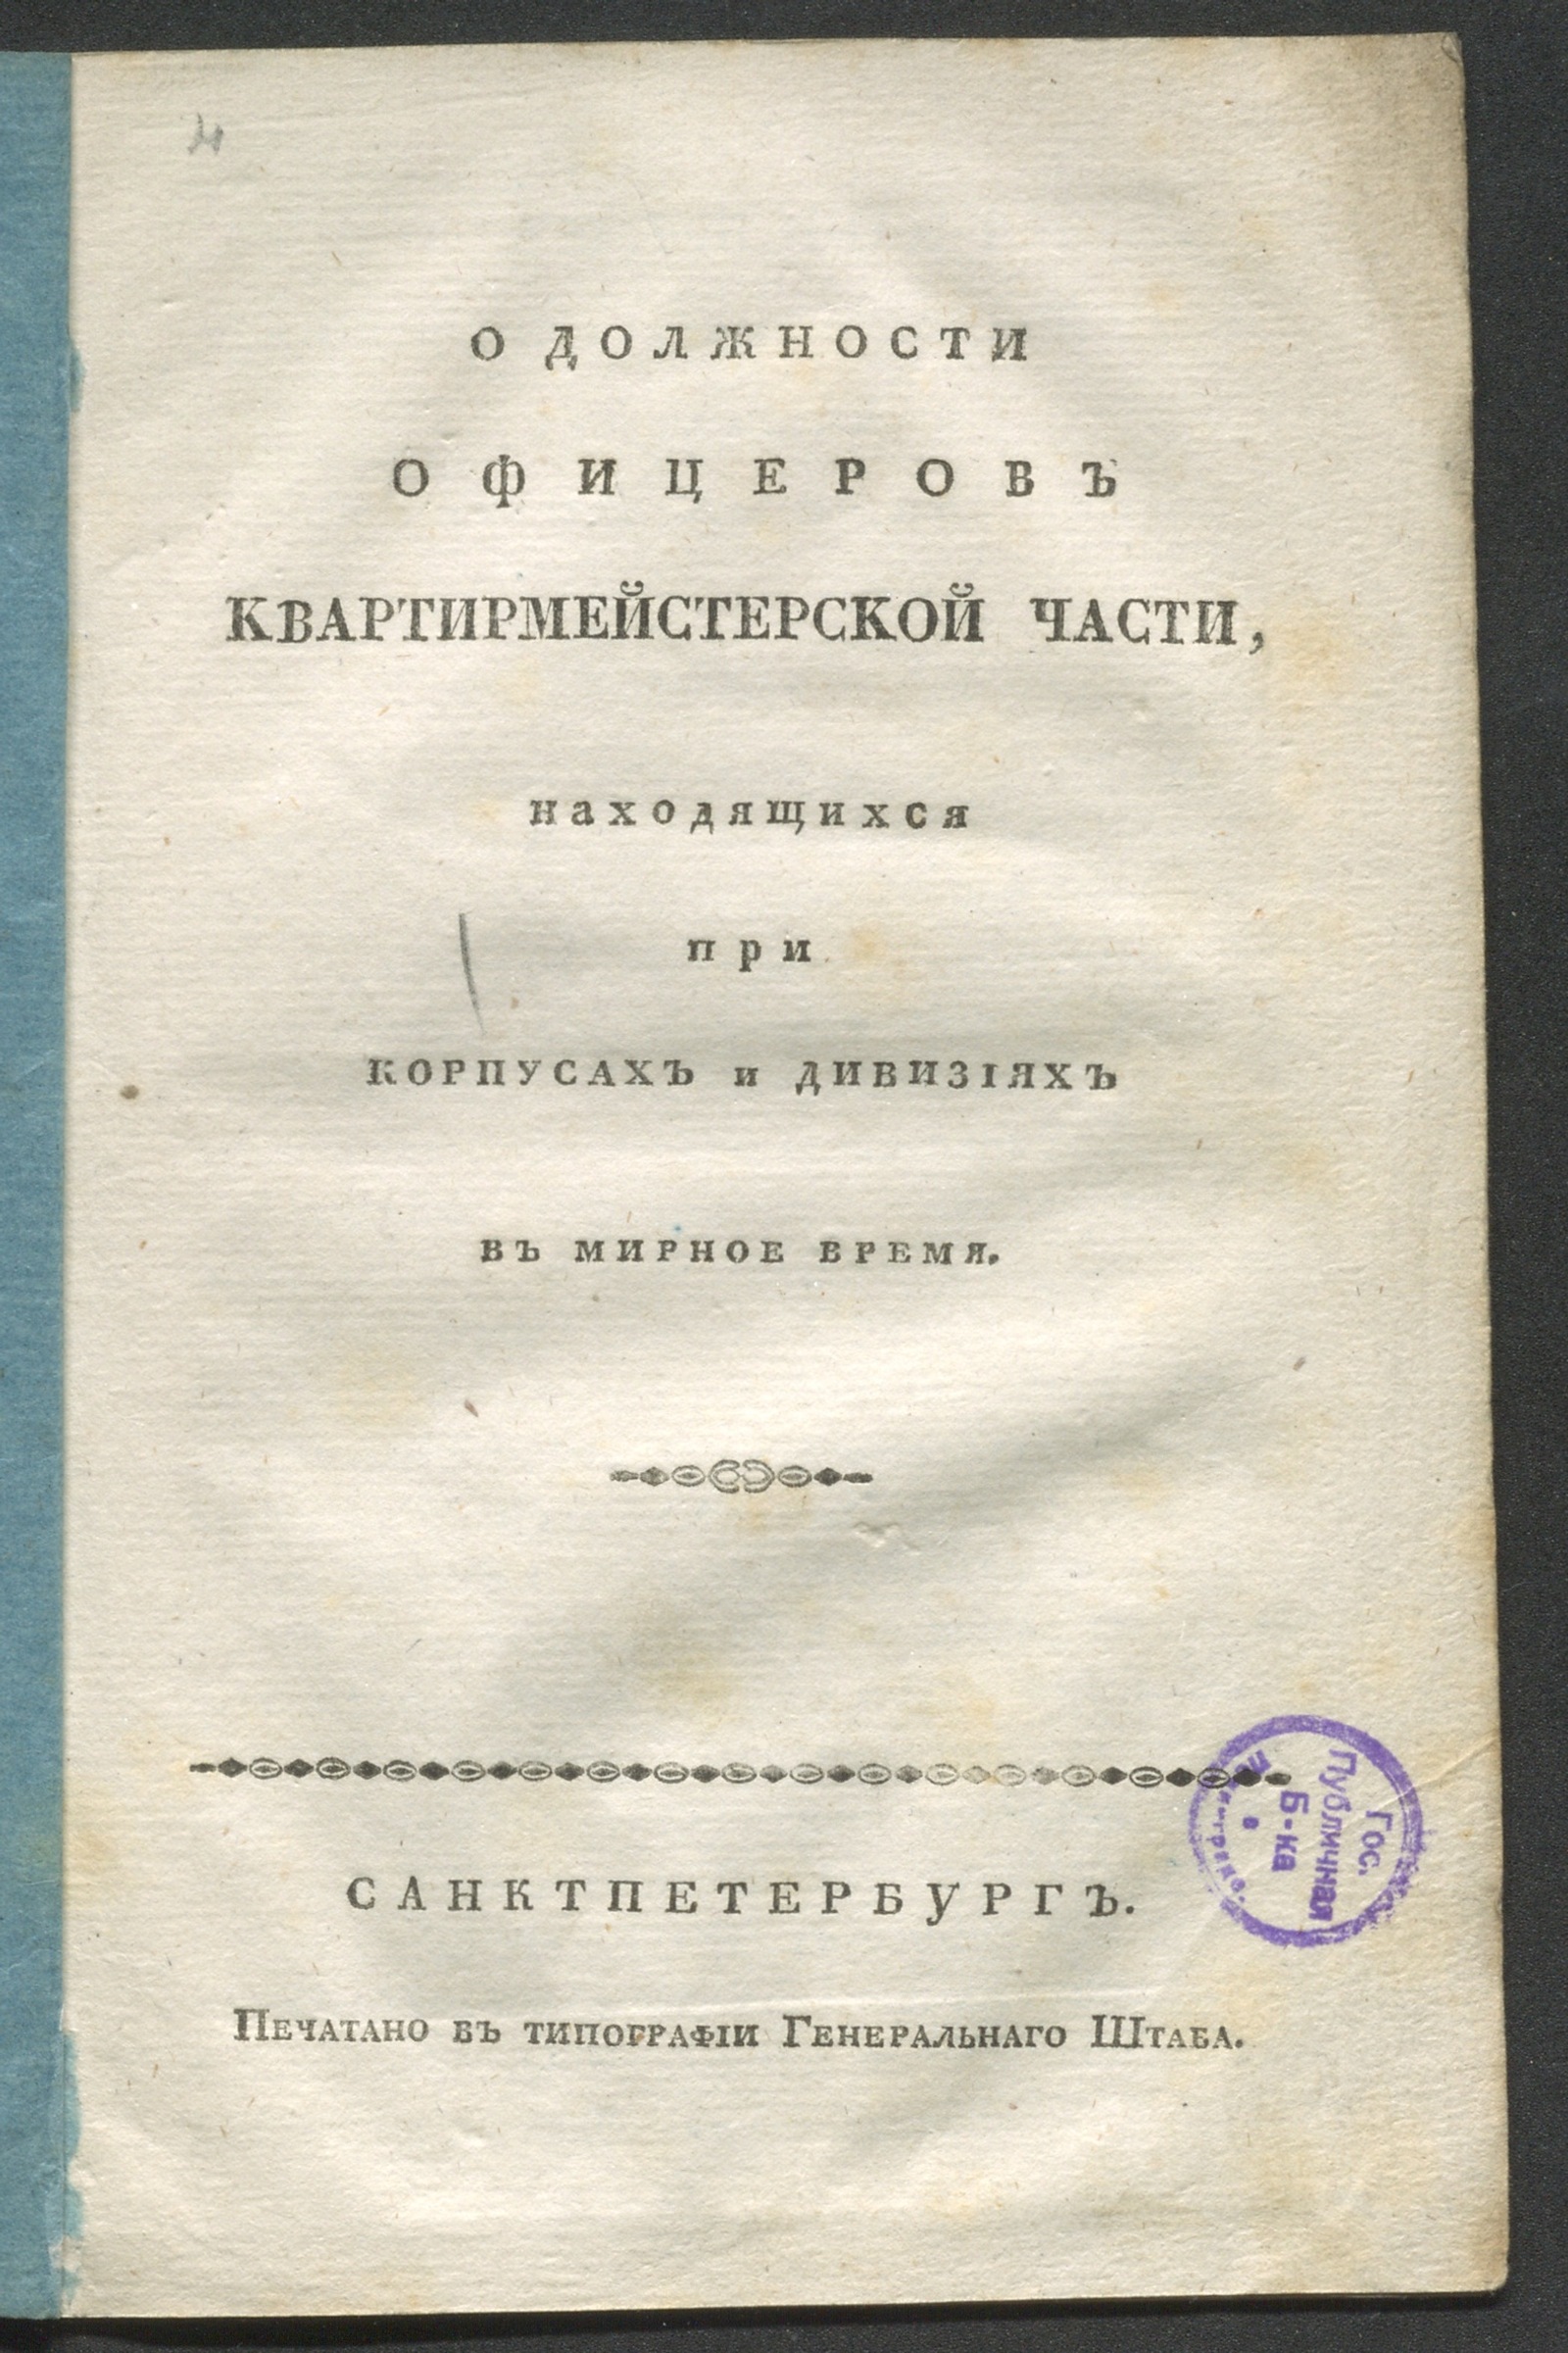 О ДОЛЖНОСТИ
ОФИЦЕРОВЪ
КВАРТИРМЕЙСТЕРСКОЙ ЧАСТИ,
находящихся
при
КОРПУСАХЪ и ДИВИЗІЯХЪ
ВЪ МИРНОЕ ВРЕМЯ.
САНКТПЕТЕРБУРГЪ.
Печатано въ типографіи Генеральнаго Штаба.
Гос.
Публичная
Б-ка
в